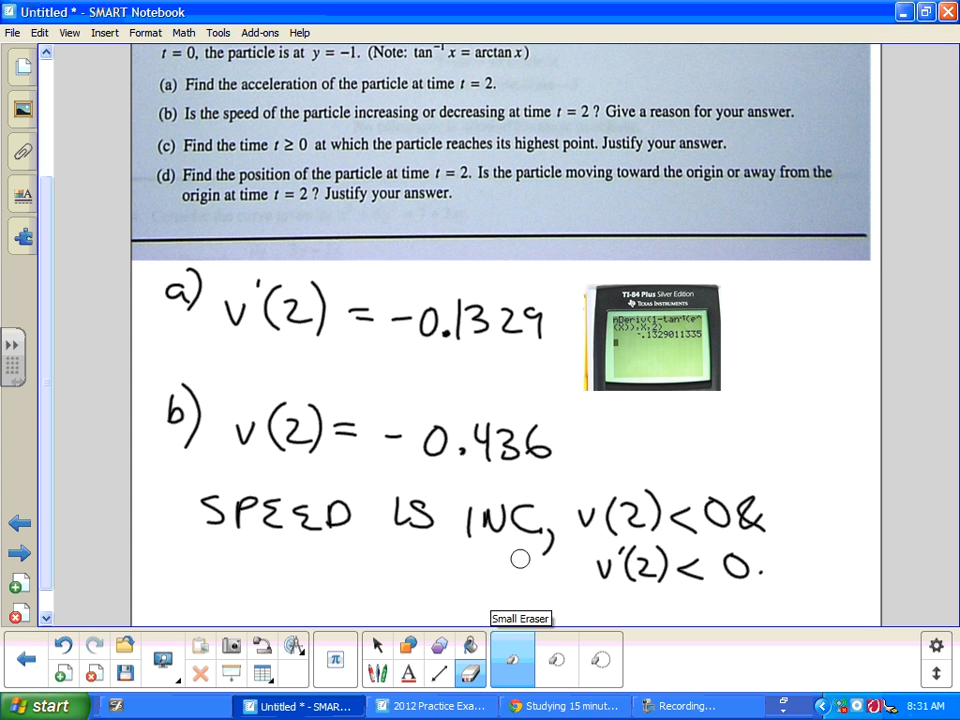 Untitled * - SMART Notebook
File Edit View Insert Format Math Tools Add-ons Help
t = 0, the particle is at y = −1. (Note: tan⁻¹ x = arctan x)
(a) Find the acceleration of the particle at time t = 2.
(b) Is the speed of the particle increasing or decreasing at time t = 2 ? Give a reason for your answer.
(c) Find the time t ≥ 0 at which the particle reaches its highest point. Justify your answer.
(d) Find the position of the particle at time t = 2. Is the particle moving toward the origin or away from the
origin at time t = 2 ? Justify your answer.
a) v'(2) = -0.1329
TI-84 Plus Silver Edition
TEXAS INSTRUMENTS
nDeriv(1-tan⁻¹(e^
(X)),X,2)
-.1329011335
b) v(2) = - 0.436
SPEED IS INC, v(2) < 0 &
v'(2) < 0.
Small Eraser
π
A
start
Untitled * - SMAR...
2012 Practice Exa...
Studying 15 minut...
Recording...
8:31 AM